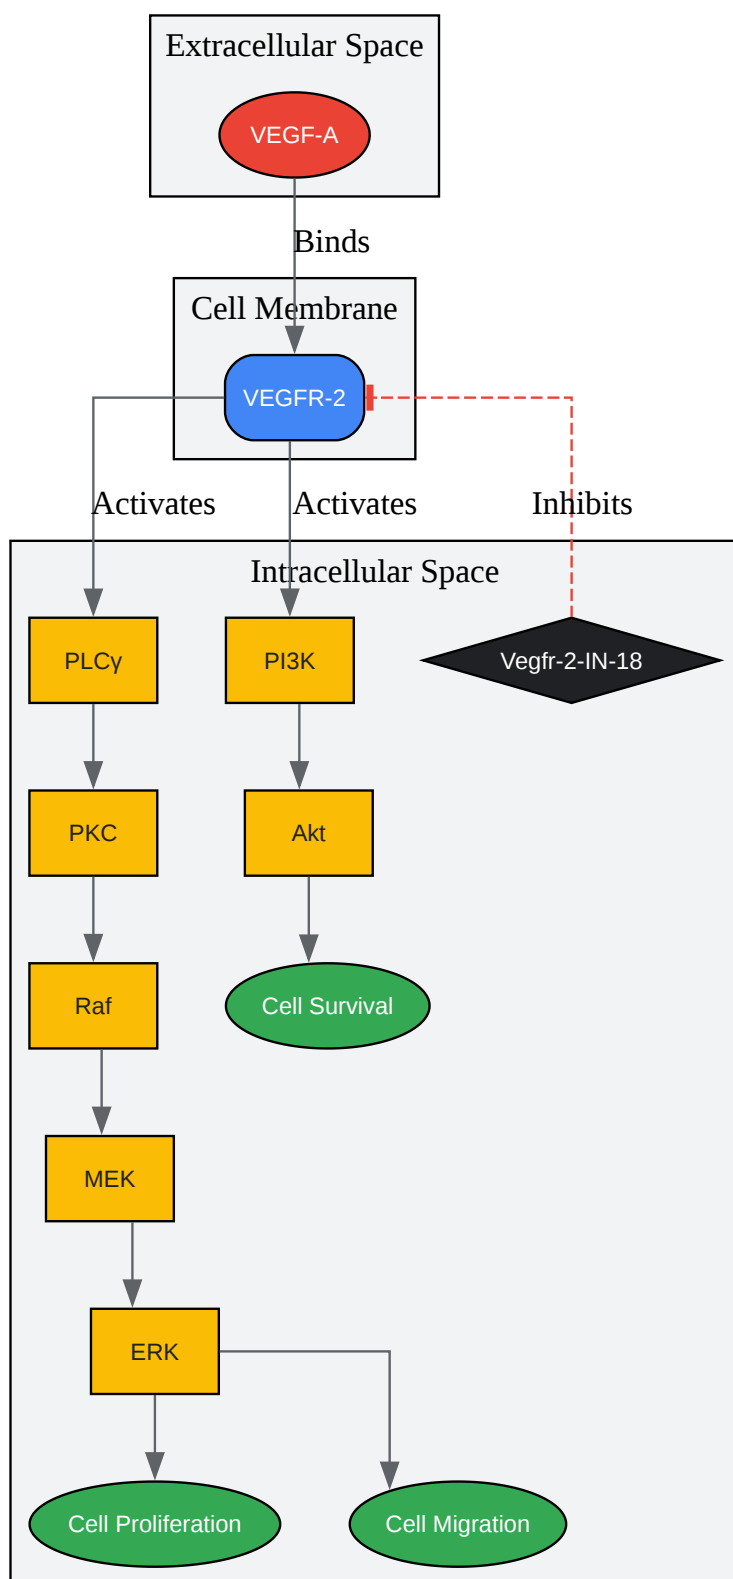 Extracellular Space
VEGF-A
Binds
Cell Membrane
VEGFR-2
Activates
Activates
Inhibits
Intracellular Space
PLCγ
PI3K
Vegfr-2-IN-18
PKC
Akt
Raf
Cell Survival
MEK
ERK
Cell Proliferation
Cell Migration